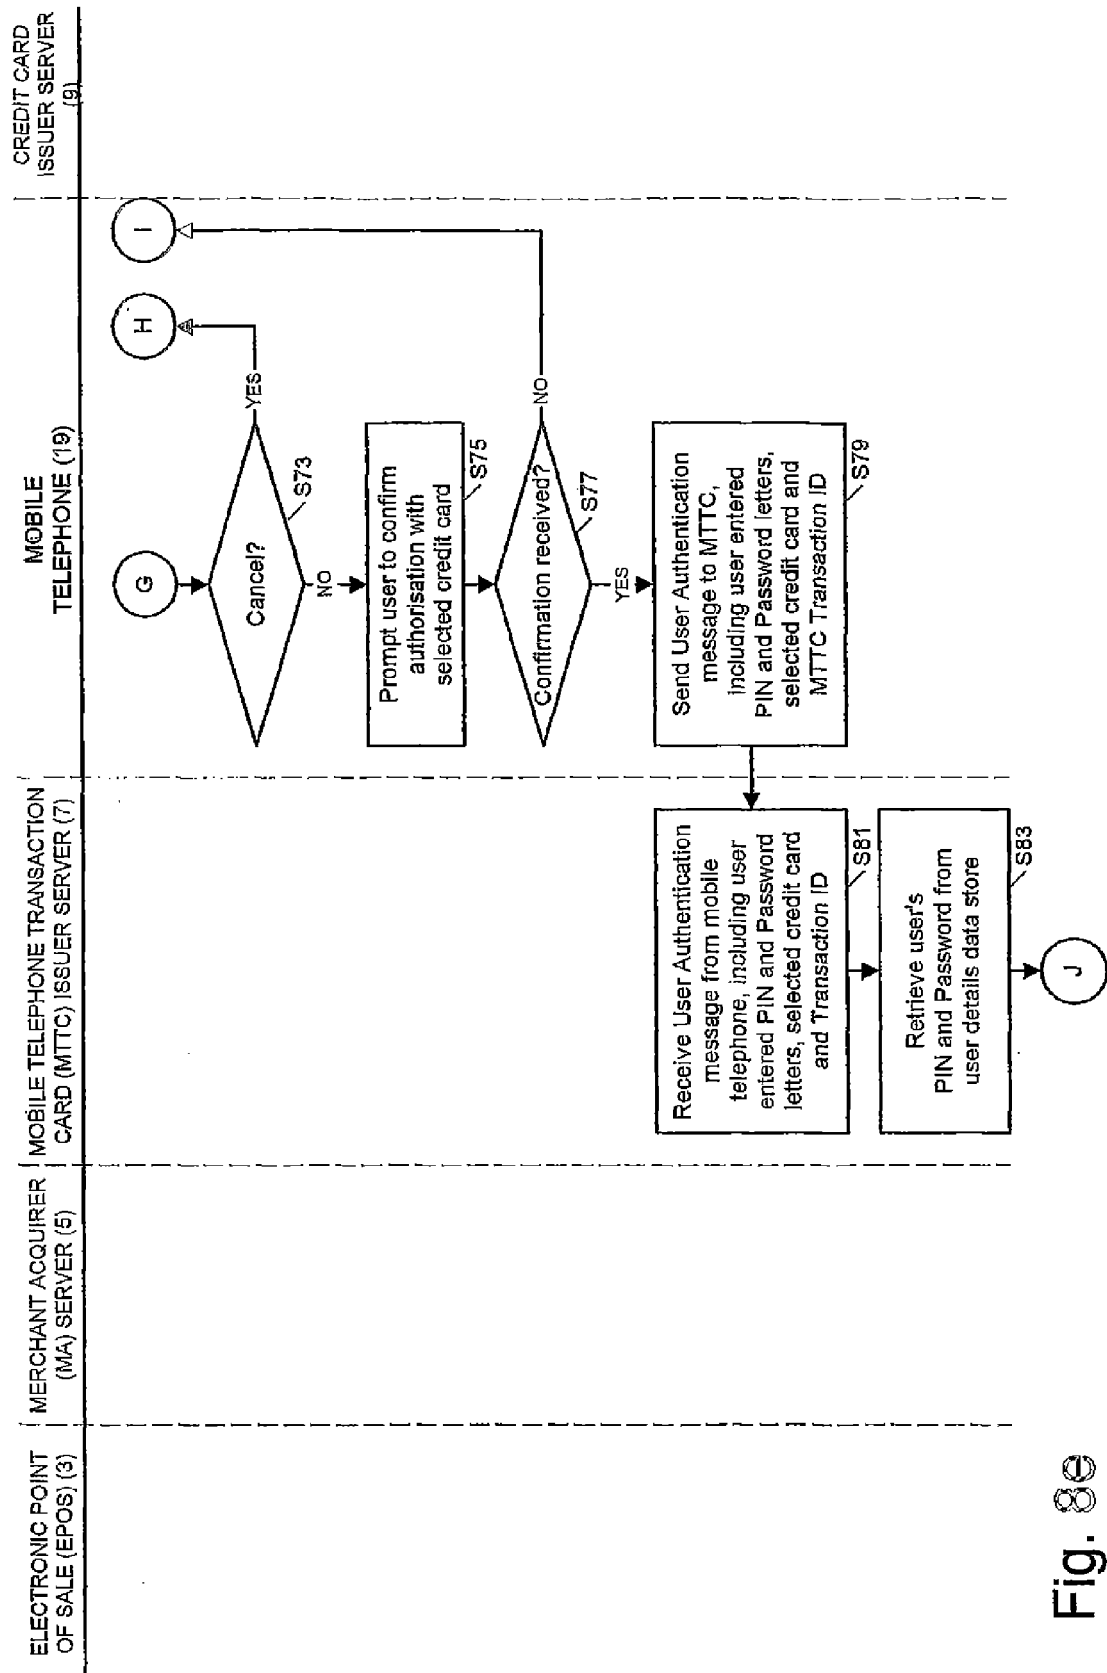 ELECTRONIC POINT
OF SALE (EPOS) (3)
MERCHANT ACQUIRER
(MA) SERVER (5)
MOBILE TELEPHONE TRANSACTION
CARD (MTTC) ISSUER SERVER (7)
MOBILE
TELEPHONE (19)
CREDIT CARD
ISSUER SERVER
(9)
G
H
I
Cancel?
YES
S73
NO
Prompt user to confirm
authorisation with
selected credit card
S75
Confirmation received?
NO
S77
YES
Send User Authentication
message to MTTC,
including user entered
PIN and Password letters,
selected credit card and
MTTC Transaction ID
S79
Receive User Authentication
message from mobile
telephone, including user
entered PIN and Password
letters, selected credit card
and Transaction ID
S81
Retrieve user's
PIN and Password from
user details data store
S83
J
Fig. 8e